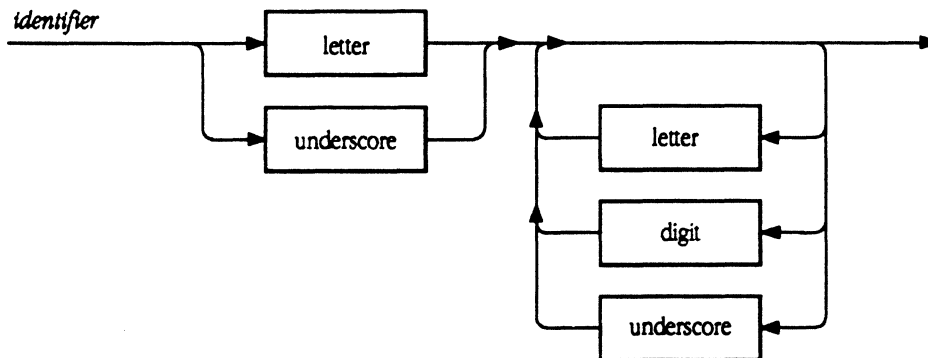 identifier
letter
underscore
letter
digit
underscore